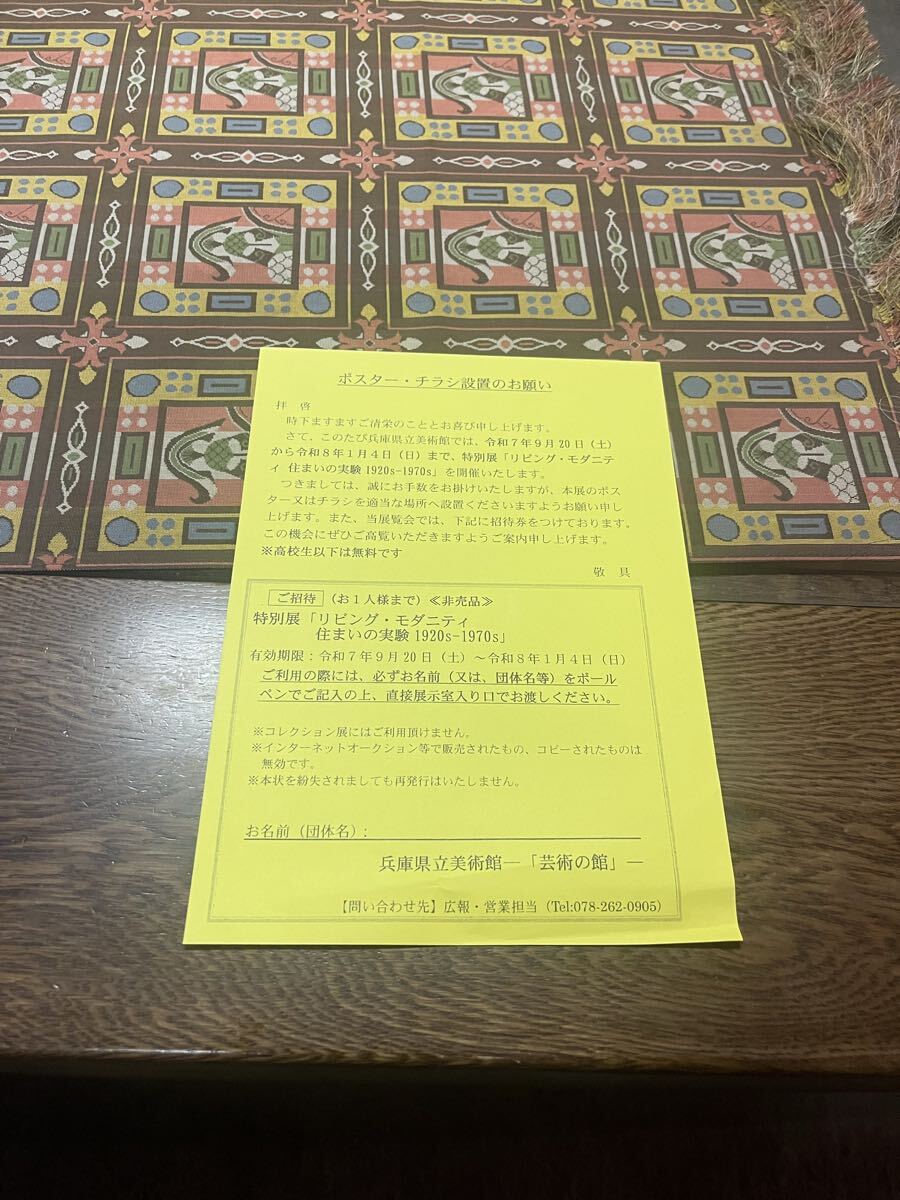 ポスター・チラシ設置のお願い
拝 啓
時下ますますご清栄のこととお喜び申し上げます。
さて、このたび兵庫県立美術館では、令和７年９月20日（土）
から令和８年１月４日（日）まで、特別展「リビング・モダニテ
ィ 住まいの実験1920s-1970s」を開催いたします。
つきましては、誠にお手数をお掛けいたしますが、本展のポス
ター又はチラシを適当な場所へ設置くださいますようお願い申し
上げます。また、当展覧会では、下記に招待券をつけております。
この機会にぜひご高覧いただきますようご案内申し上げます。
※高校生以下は無料です
敬 具
ご招待（お１人様まで）≪非売品≫
特別展「リビング・モダニティ
住まいの実験1920s-1970s」
有効期限：令和７年９月20日（土）～令和８年１月４日（日）
ご利用の際には、必ずお名前（又は、団体名等）をボール
ペンでご記入の上、直接展示室入り口でお渡しください。
※コレクション展にはご利用頂けません。
※インターネットオークション等で販売されたもの、コピーされたものは
無効です。
※本状を紛失されましても再発行はいたしません。
お名前（団体名）：
兵庫県立美術館―「芸術の館」―
【問い合わせ先】広報・営業担当（Tel:078-262-0905）